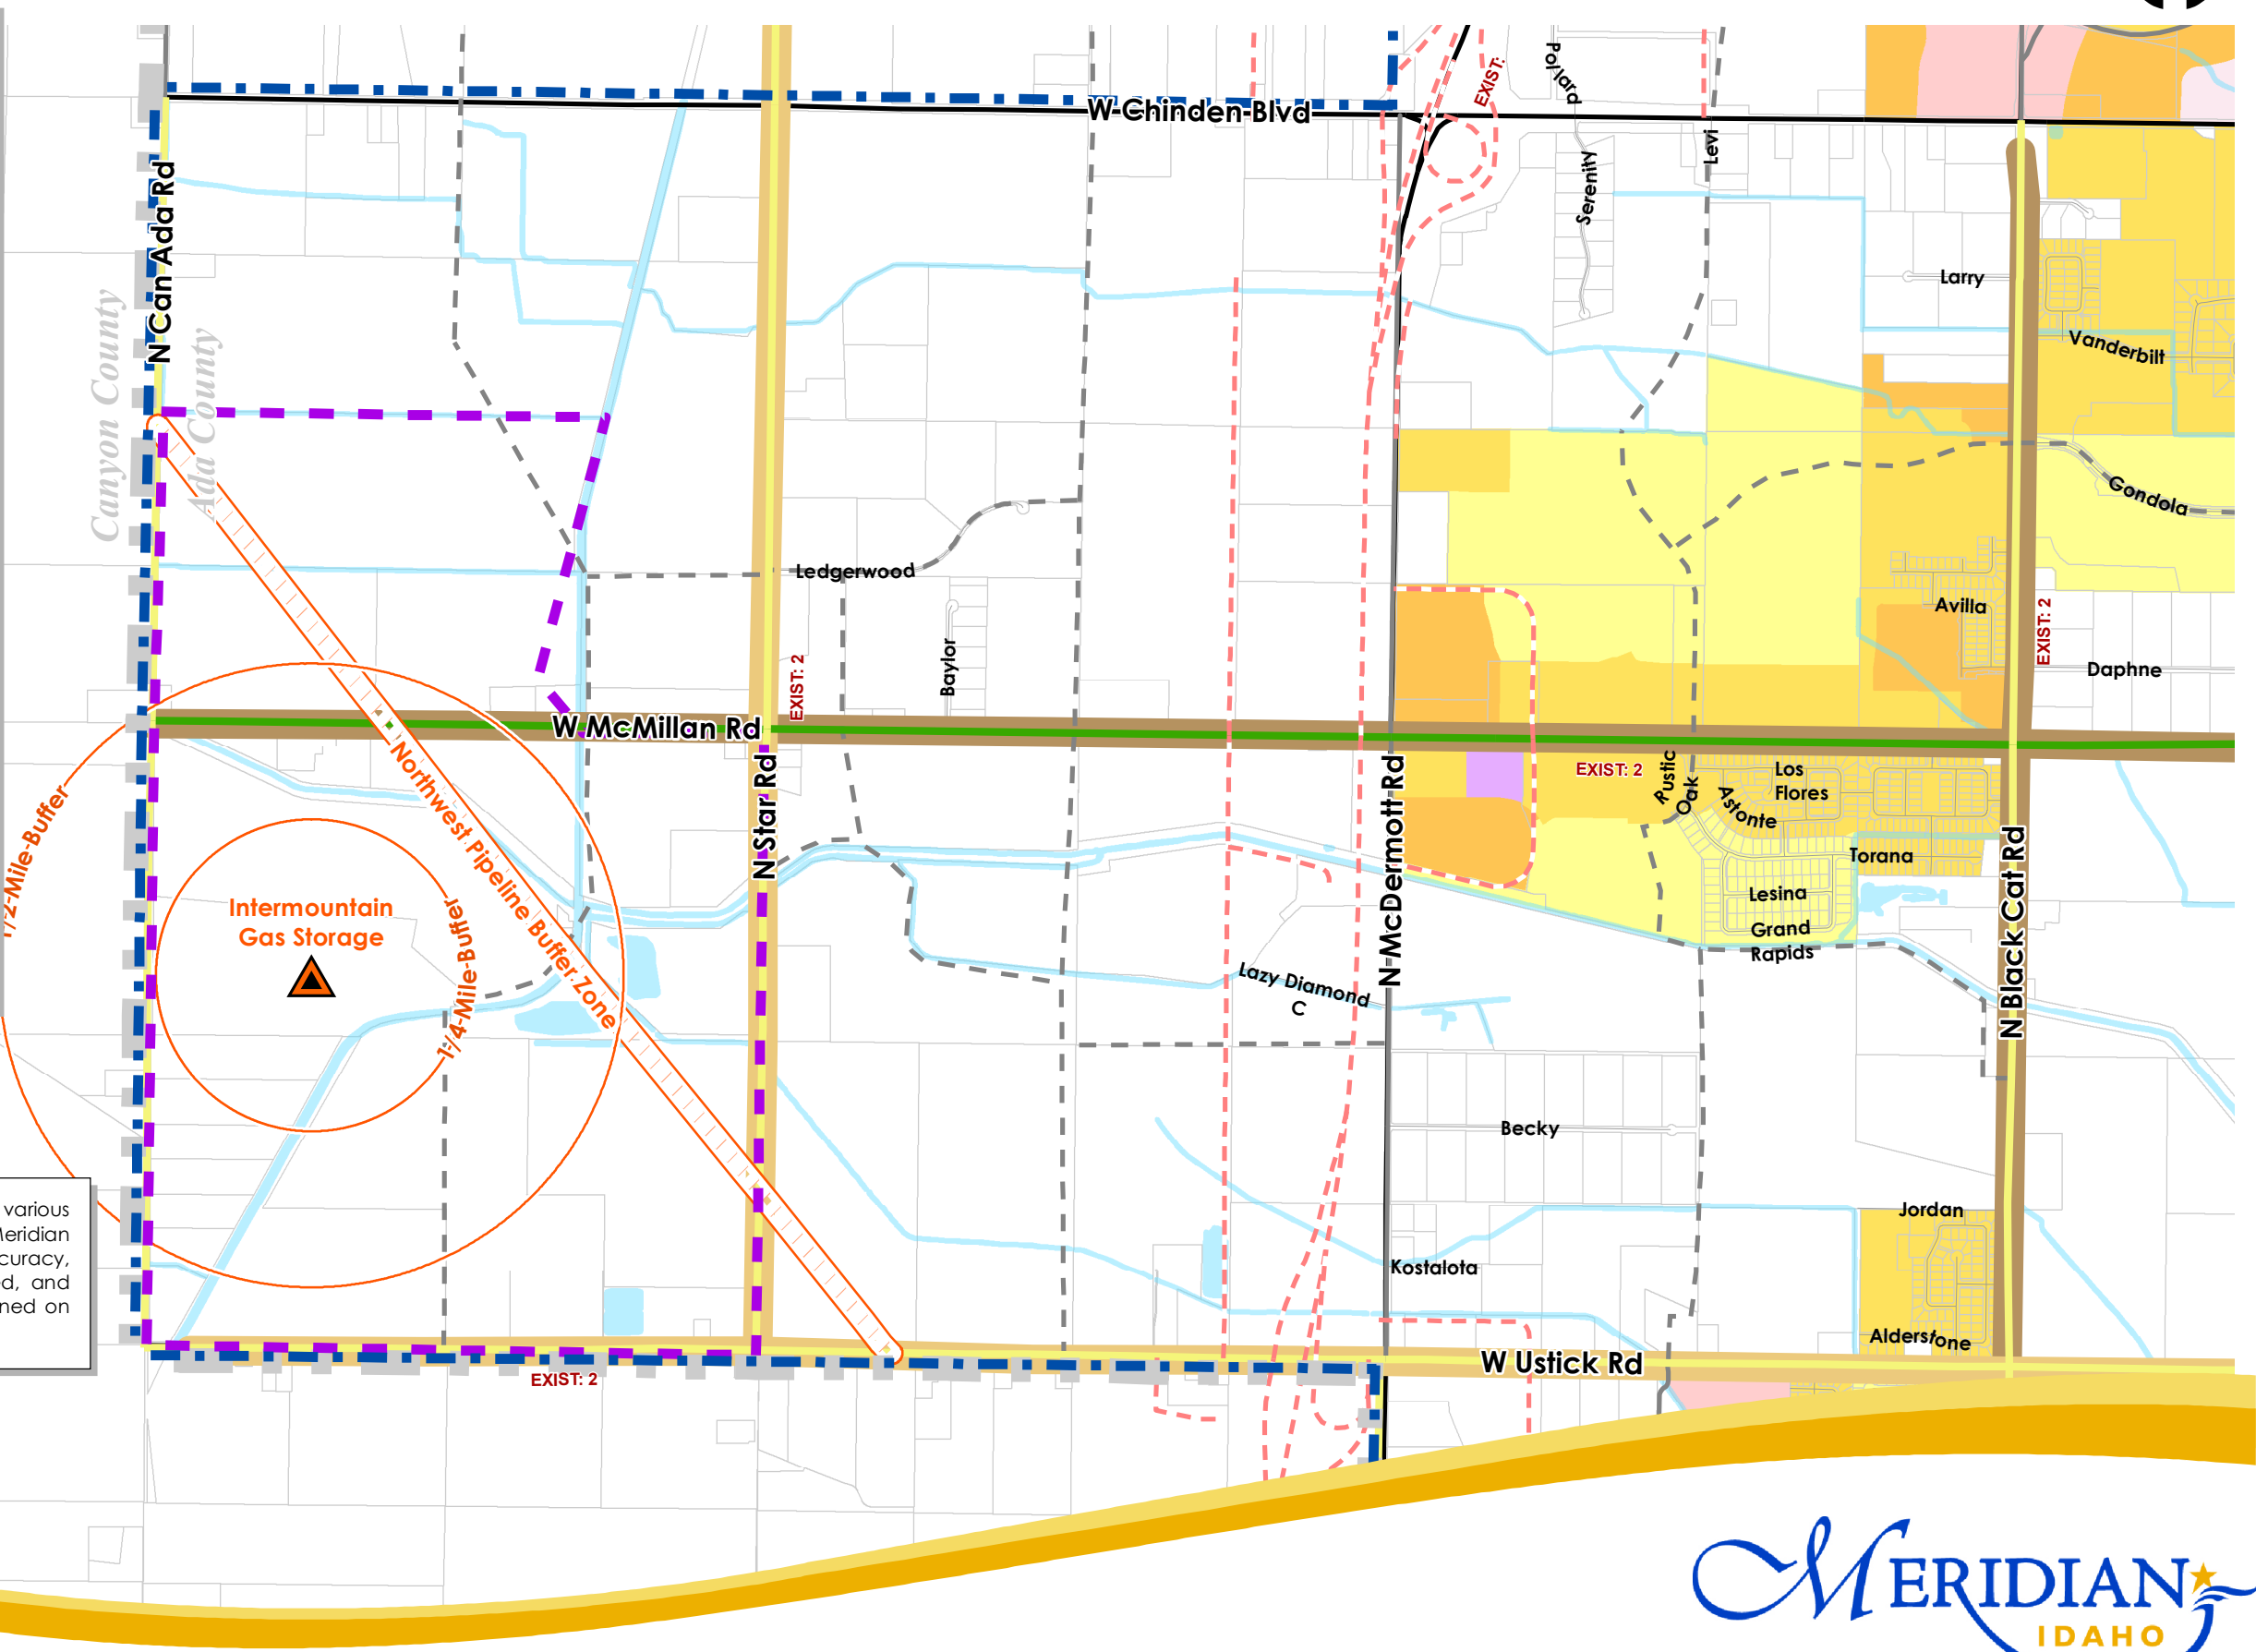 W Chinden Blvd
EXIST:
Pollard
Serenity
Levi
N Can Ada Rd
Canyon County
Ada County
Larry
Vanderbilt
Gondola
Ledgerwood
Baylor
EXIST: 2
Avilla
EXIST: 2
Daphne
W McMillan Rd
N Star Rd
EXIST: 2
Rustic
Oak
Los
Flores
Astonte
Torana
Lesina
Grand
Rapids
N McDermott Rd
N Black Cat Rd
1/2-Mile-Buffer
Northwest Pipeline Buffer Zone
Intermountain
Gas Storage
1/4-Mile-Buffer
Lazy Diamond
C
Becky
Jordan
Kostalota
Alderstone
W Ustick Rd
EXIST: 2
various
Meridian
curacy,
ed, and
ned on
MERIDIAN
IDAHO